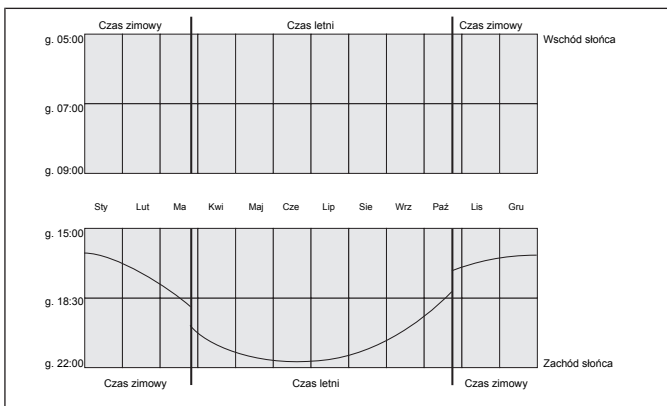 Czas zimowy Czas letni Czas zimowy
g. 05:00 Wschód słońca
g. 07:00
g. 09:00
Sty Lut Ma Kwi Maj Cze Lip Sie Wrz Paź Lis Gru
g. 15:00
g. 18:30
g. 22:00 Zachód słońca
Czas zimowy Czas letni Czas zimowy